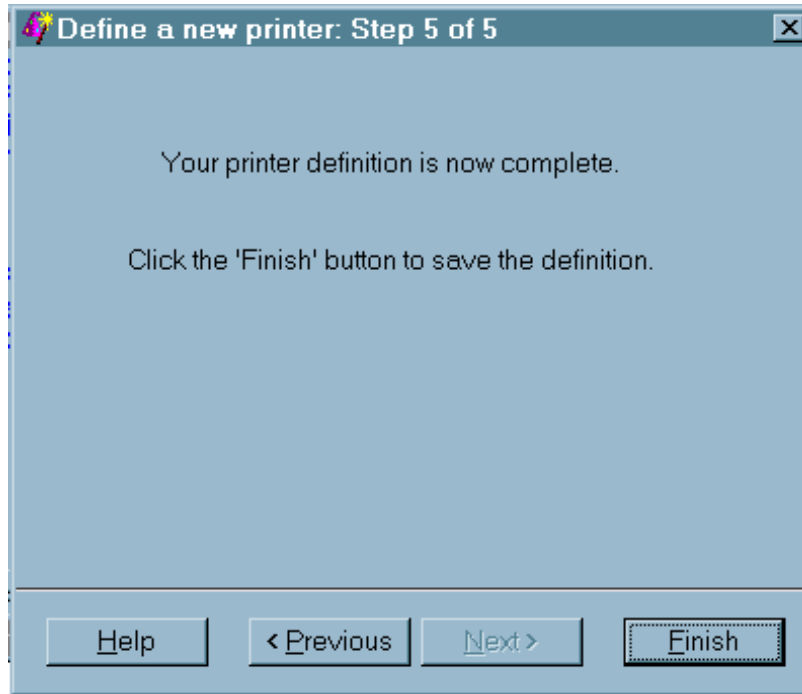 Define a new printer: Step 5 of 5
Your printer definition is now complete.
Click the 'Finish' button to save the definition.
Help
< Previous
Next >
Finish